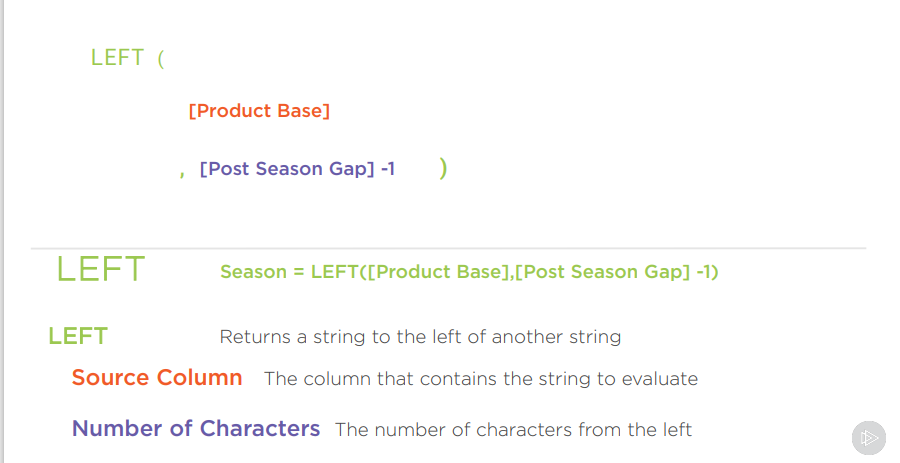 LEFT (
[Product Base]
, [Post Season Gap] -1 )
LEFT Season = LEFT([Product Base],[Post Season Gap] -1)
LEFT Returns a string to the left of another string
Source Column The column that contains the string to evaluate
Number of Characters The number of characters from the left